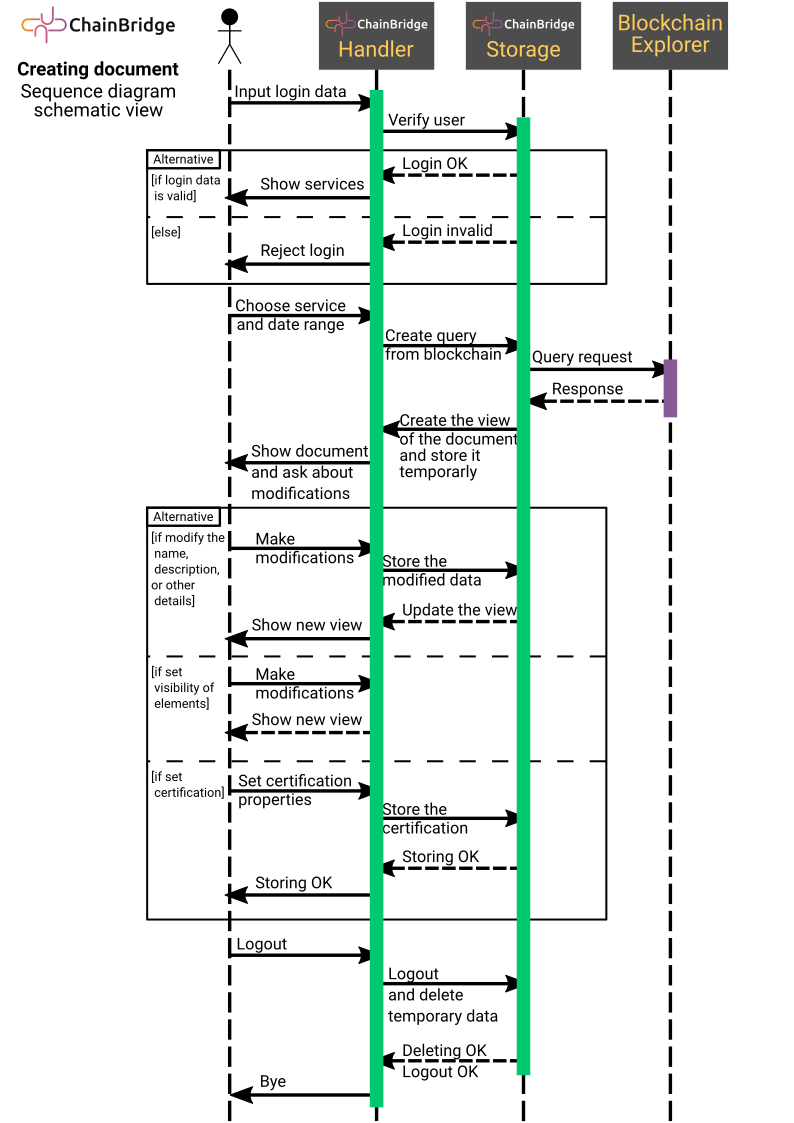 ChainBridge
Creating document
Sequence diagram
schematic view
ChainBridge
Handler
ChainBridge
Storage
Blockchain
Explorer
Input login data
Verify user
Alternative
[if login data
is valid]
Login OK
Show services
[else]
Login invalid
Reject login
Choose service
and date range
Create query
from blockchain
Query request
Response
Create the view
of the document
and store it
temporarly
Show document
and ask about
modifications
Alternative
[if modify the
name,
description,
or other
details]
Make
modifications
Store the
modified data
Update the view
Show new view
[if set
visibility of
elements]
Make
modifications
Show new view
[if set
certification]
Set certification
properties
Store the
certification
Storing OK
Storing OK
Logout
Logout
and delete
temporary data
Deleting OK
Logout OK
Bye